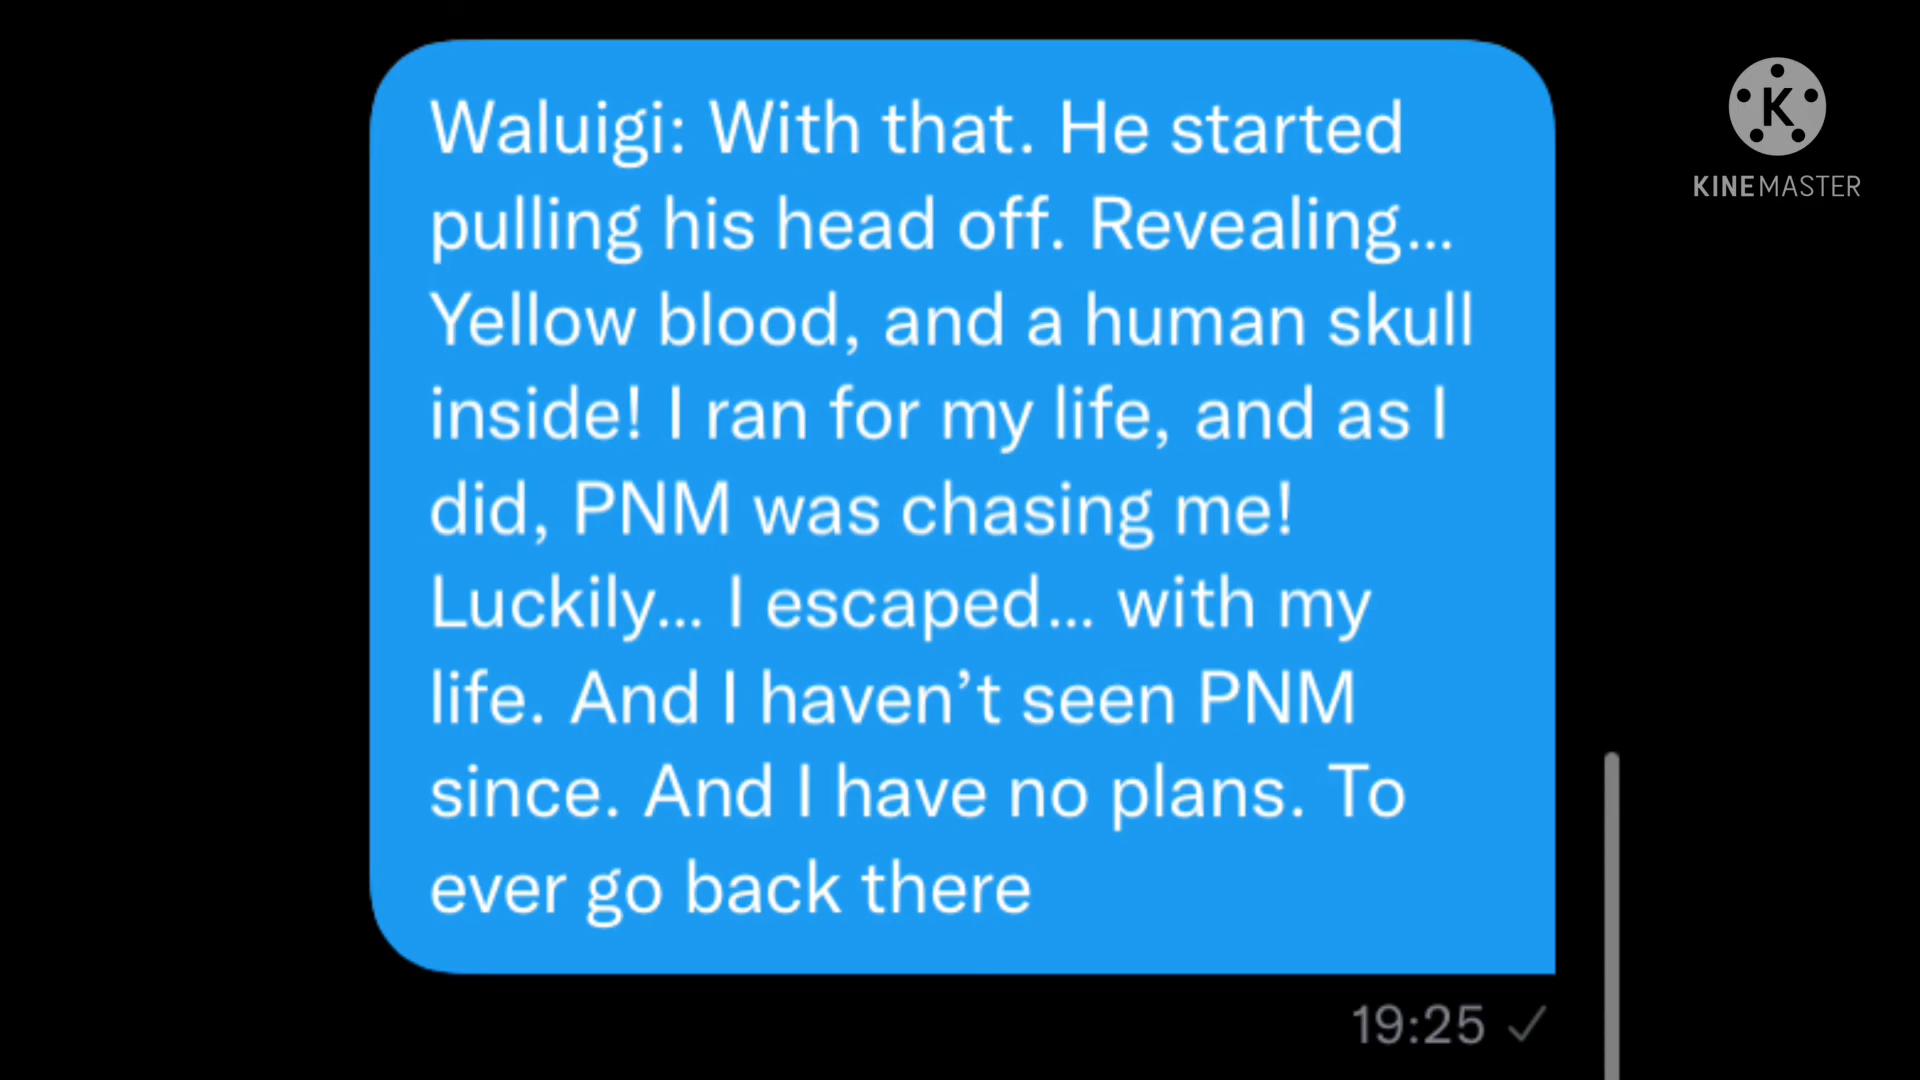 Waluigi: With that. He started
pulling his head off. Revealing...
Yellow blood, and a human skull
inside! I ran for my life, and as I
did, PNM was chasing me!
Luckily... I escaped... with my
life. And I haven’t seen PNM
since. And I have no plans. To
ever go back there
19:25
K
KINEMASTER